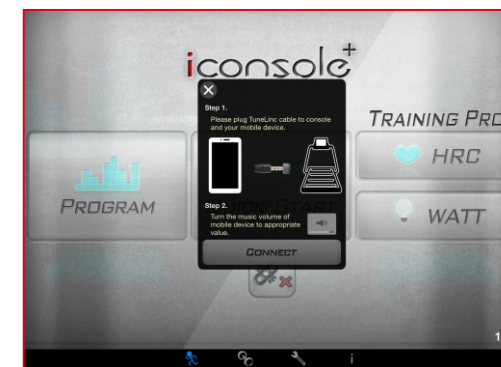 iconsole+
Step 1.
Please plug TuneLinc cable to console
and your mobile device.
TRAINING PRO
HRC
PROGRAM
Step 2.
Turn the music volume of
mobile device to appropriate
value.
WATT
CONNECT
1
i